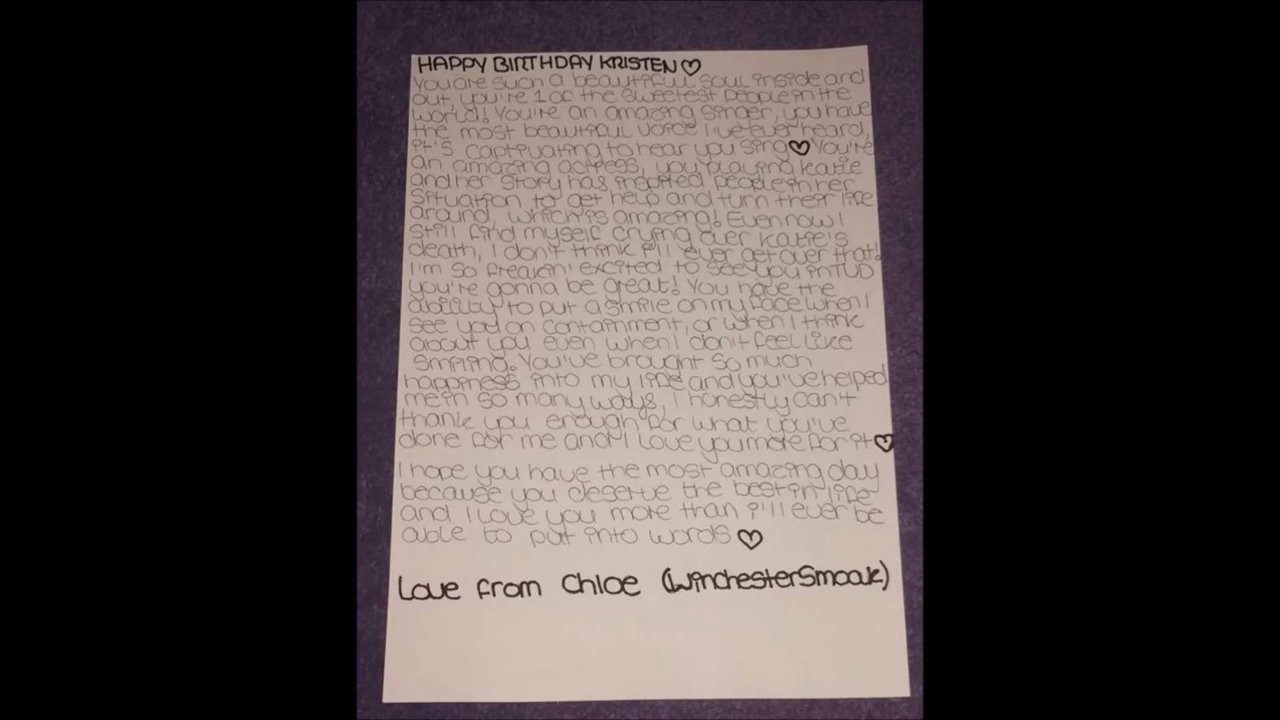 HAPPY BIRTHDAY KRISTEN♡
You are such a beautiful soul inside and
out, you're 1 of the sweetest people in the
world! You're an amazing singer, you have
the most beautiful voice I've ever heard,
it's captivating to hear you sing♡ You're
an amazing actress, you playing Katie
and her story has inspired people in her
situation to get help and turn their life
around, which is amazing! Even now I
still find myself crying over Katie's
death, I don't think i'll ever get over that!
I'm so freakin' excited to see you in TUD
you're gonna be great! You have the
ability to put a smile on my face when I
see you on containment, or when I think
about you even when I don't feel like
smiling. You've brought so much
happiness into my life and you've helped
me in so many ways, I honestly can't
thank you enough for what you've
done for me and I love you more for it♡
I hope you have the most amazing day
because you deserve the best in life
and I love you more than i'll ever be
able to put into words♡
Love from Chloe (WinchesterSmoak)